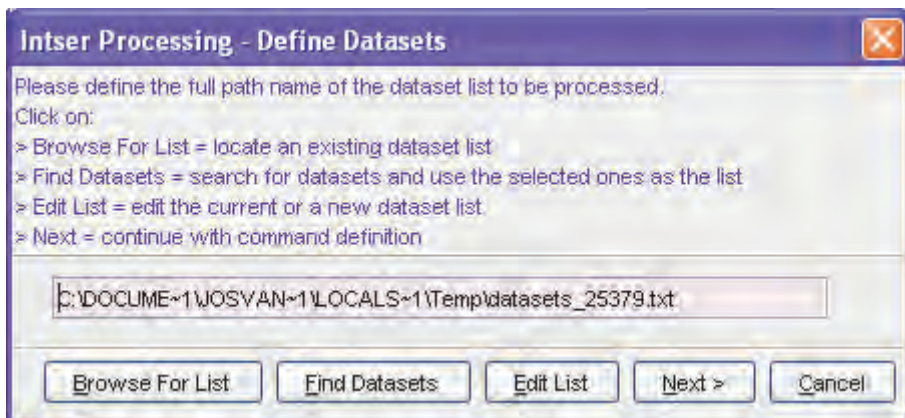 Intser Processing - Define Datasets
Please define the full path name of the dataset list to be processed.
Click on:
> Browse For List = locate an existing dataset list
> Find Datasets = search for datasets and use the selected ones as the list
> Edit List = edit the current or a new dataset list
> Next = continue with command definition
C:\DOCUME~1\JOSVAN~1\LOCALS~1\Temp\datasets_25379.txt
Browse For List Find Datasets Edit List Next > Cancel